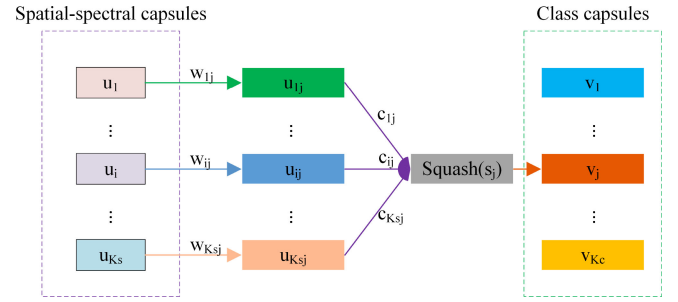 Spatial-spectral capsules Class capsules
u1 w1j u1j c1j v1
⋮ ⋮ ⋮
ui wij uij cij Squash(sj) vj
⋮ ⋮ ⋮
cKsj
uKs wKsj uKsj vKc